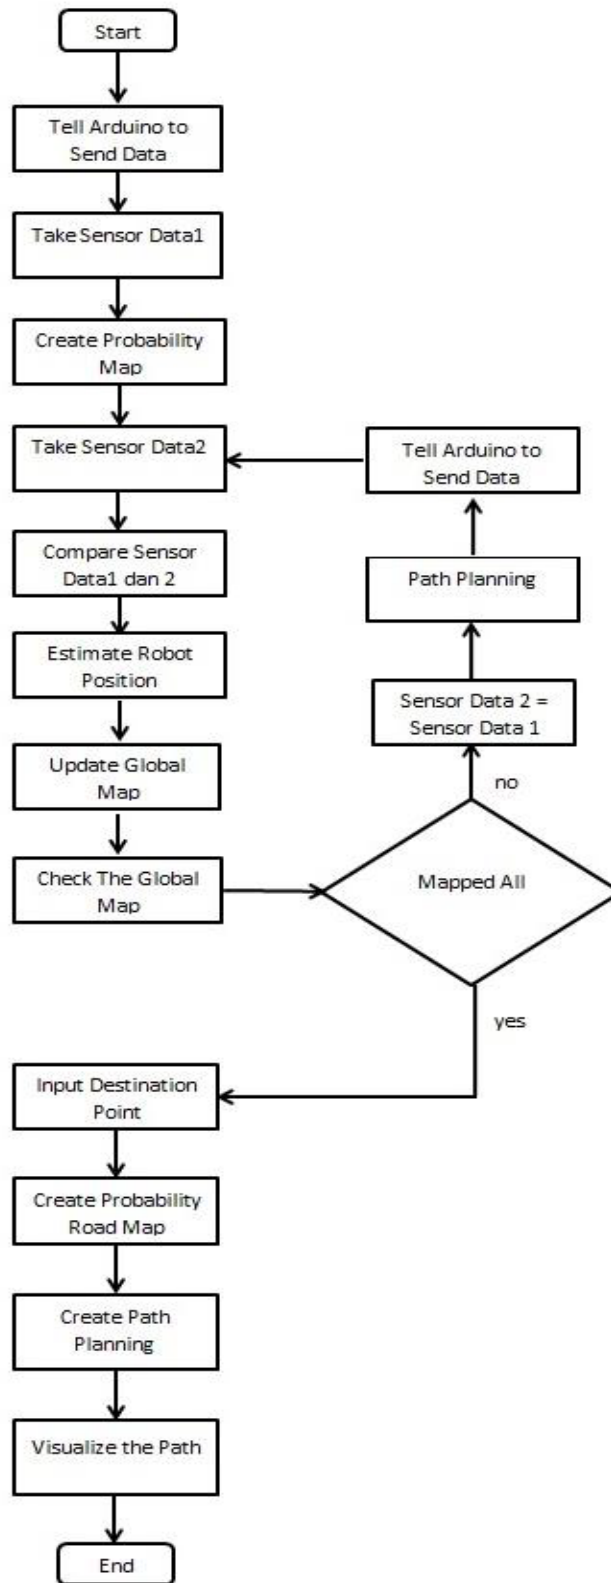 Start
Tell Arduino to
Send Data
Take Sensor Data1
Create Probability
Map
Take Sensor Data2
Compare Sensor
Data1 dan 2
Estimate Robot
Position
Update Global
Map
Check The Global
Map
Mapped All
no
Sensor Data 2 =
Sensor Data 1
Path Planning
Tell Arduino to
Send Data
yes
Input Destination
Point
Create Probability
Road Map
Create Path
Planning
Visualize the Path
End